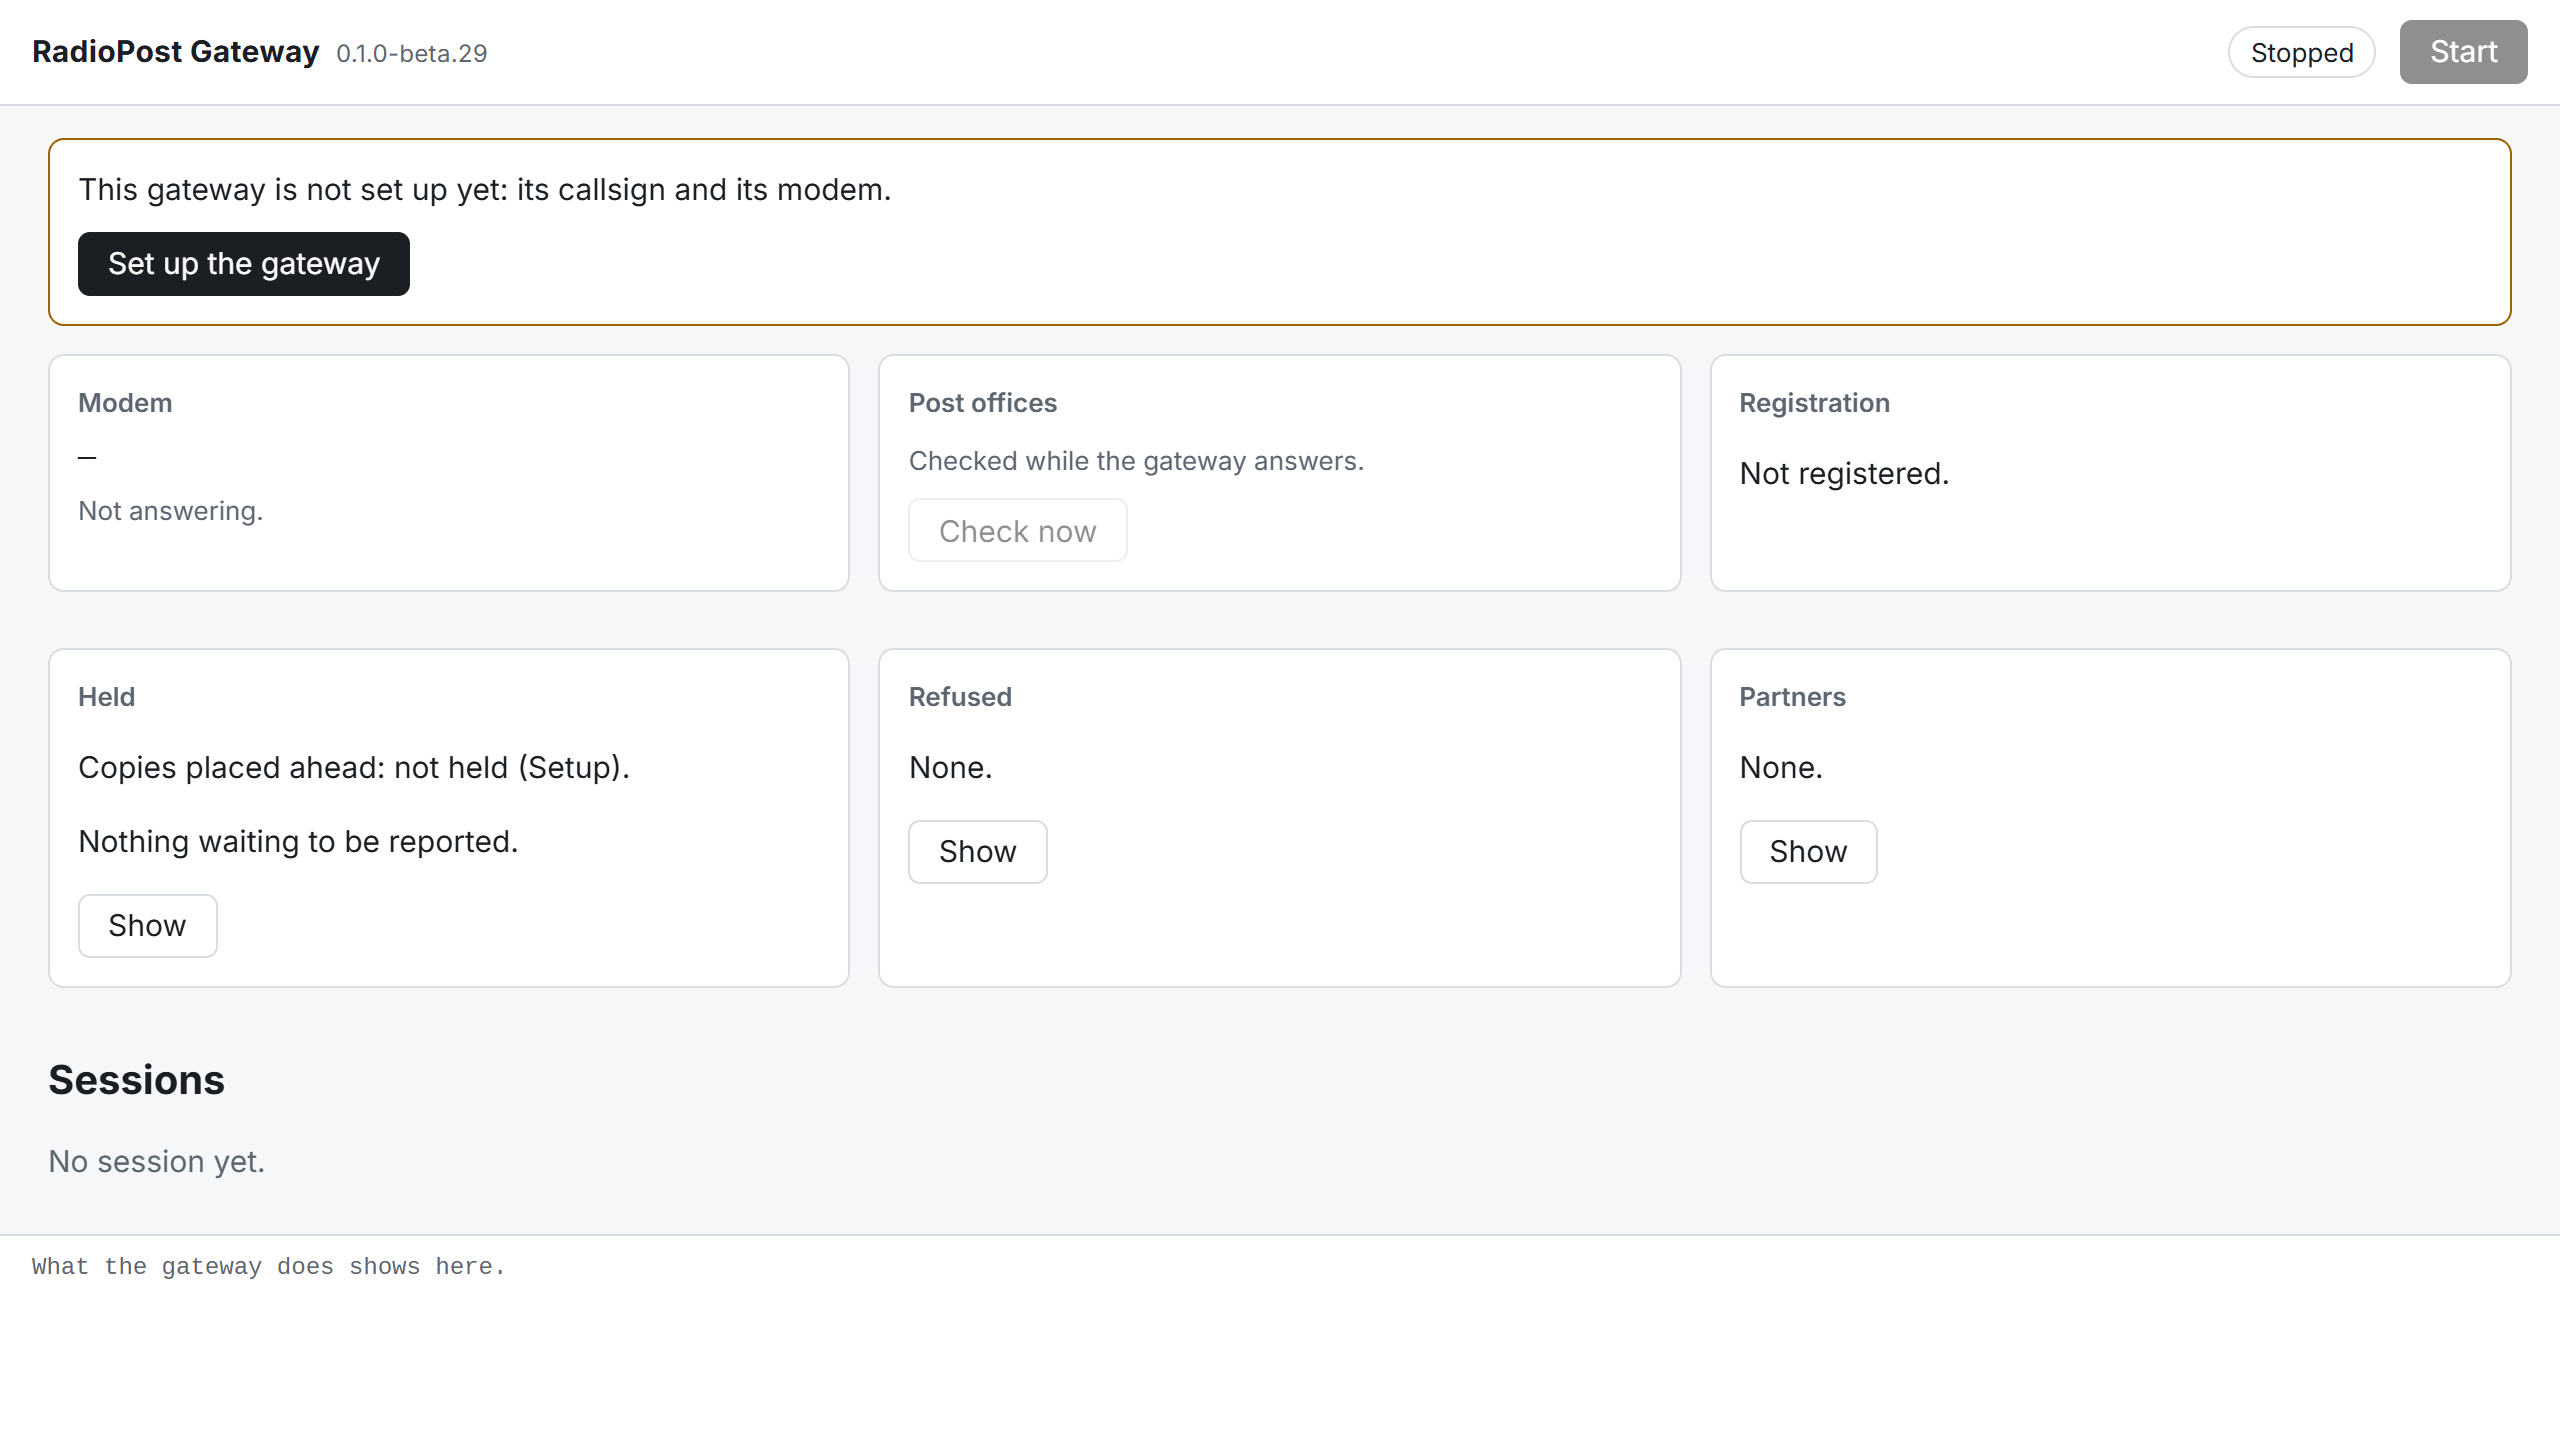 RadioPost Gateway 0.1.0-beta.29
Stopped
Start
This gateway is not set up yet: its callsign and its modem.
Set up the gateway
Modem
—
Not answering.
Post offices
Checked while the gateway answers.
Check now
Registration
Not registered.
Held
Copies placed ahead: not held (Setup).
Nothing waiting to be reported.
Show
Refused
None.
Show
Partners
None.
Show
Sessions
No session yet.
What the gateway does shows here.